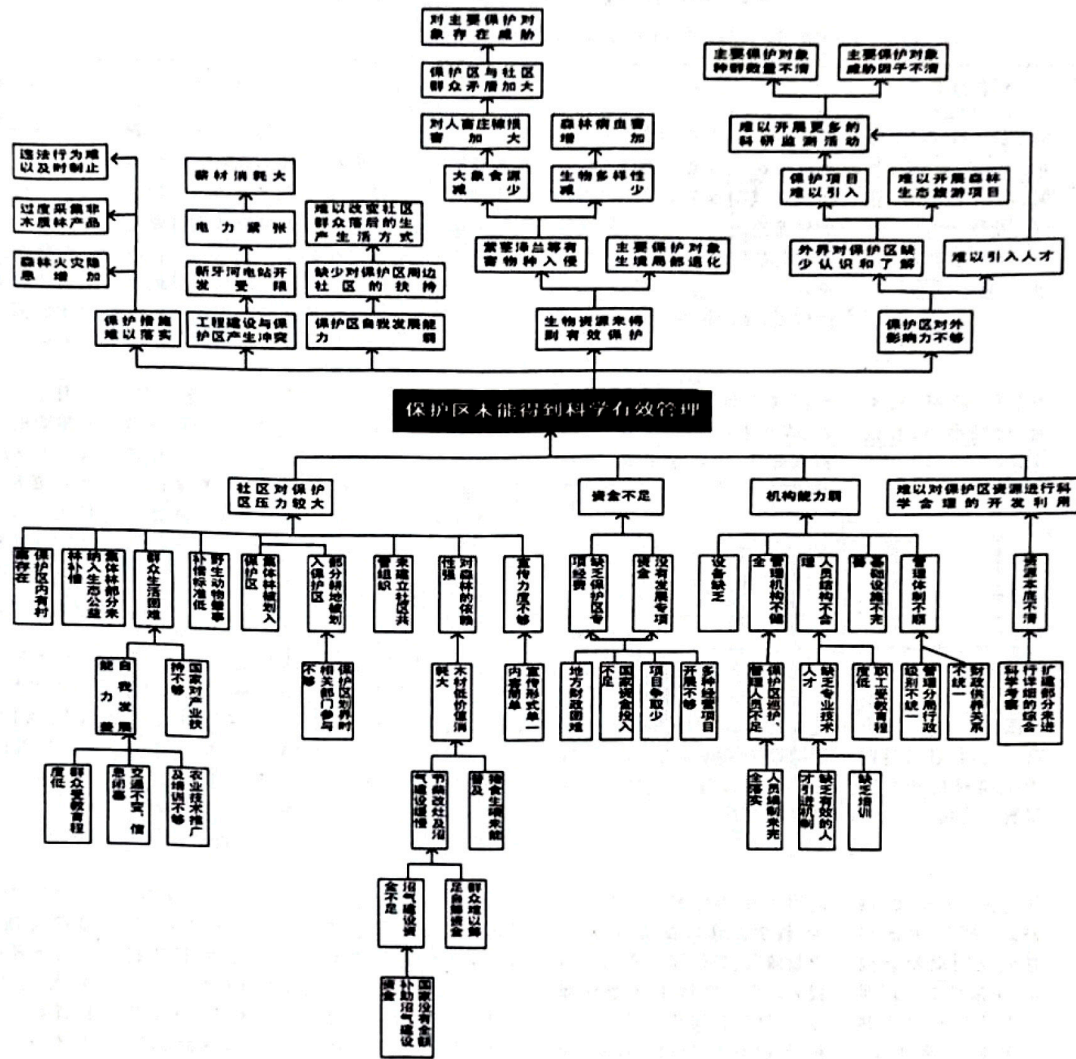 对主要保护对
象存在威胁
保护区与社区
群众矛盾加大
对人畜庄稼损
害加大
大象食源
减少
森林病虫害
增加
生物多样性
减少
紫茎泽兰等有
害物种入侵
主要保护对象
生境局部退化
生物资源未得
到有效保护
主要保护对象
种群数量不清
主要保护对象
威胁因子不清
难以开展更多的
科研监测活动
保护项目
难以引入
难以开展森林
生态旅游项目
外界对保护区缺
少认识和了解
难以引入人才
保护区对外
影响力不够
违法行为难
以及时制止
过度采集非
木质林产品
森林火灾隐
患增加
保护措施
难以落实
薪材消耗大
电力紧张
新牙河电站开
发受限
工程建设与保
护区产生冲突
难以改变社区
群众落后的生
产生活方式
缺少对保护区周边
社区的扶持
保护区自我发展能
力弱
保护区未能得到科学有效管理
社区对保护
区压力较大
资金不足
机构能力弱
难以对保护区资源进行科
学合理的开发利用
保护区内有村
寨存在
集体林部分未
纳入生态公益
林补偿
群众生活困难
野生动物肇事
补偿标准低
集体林被划入
保护区
部分耕地被划
入保护区
未建立社区共
管组织
对森林的依赖
性强
宣传力度不够
缺乏保护区专
项经费
没有发展专项
资金
设备缺乏
管理机构不健
全
人员结构不合
理
基础设施不完
善
管理体制不顺
资源本底不清
自我发展
能力差
国家对产业扶
持不够
保护区划界时
相关部门参与
不够
木材低价值消
耗大
宣传形式单一
内容简单
地方财政困难
国家资金投入
不足
项目争取少
多种经营项目
开展不够
保护区巡护、
管理人员不足
缺乏专业技术
人才
职工受教育程
度低
管理分局行政
级别不统一
财政供养关系
不统一
扩建部分未进
行详细的综合
科学考察
群众受教育程
度低
交通不变,信
息闭塞
农业技术推广
及培训不够
节柴改灶及沼
气建设缓慢
猪食生喂未能
普及
人员编制未完
全落实
缺乏有效的人
才引进机制
缺乏培训
沼气建设资
金不足
群众难以筹
足自筹资金
国家没有全额
补助沼气建设
资金